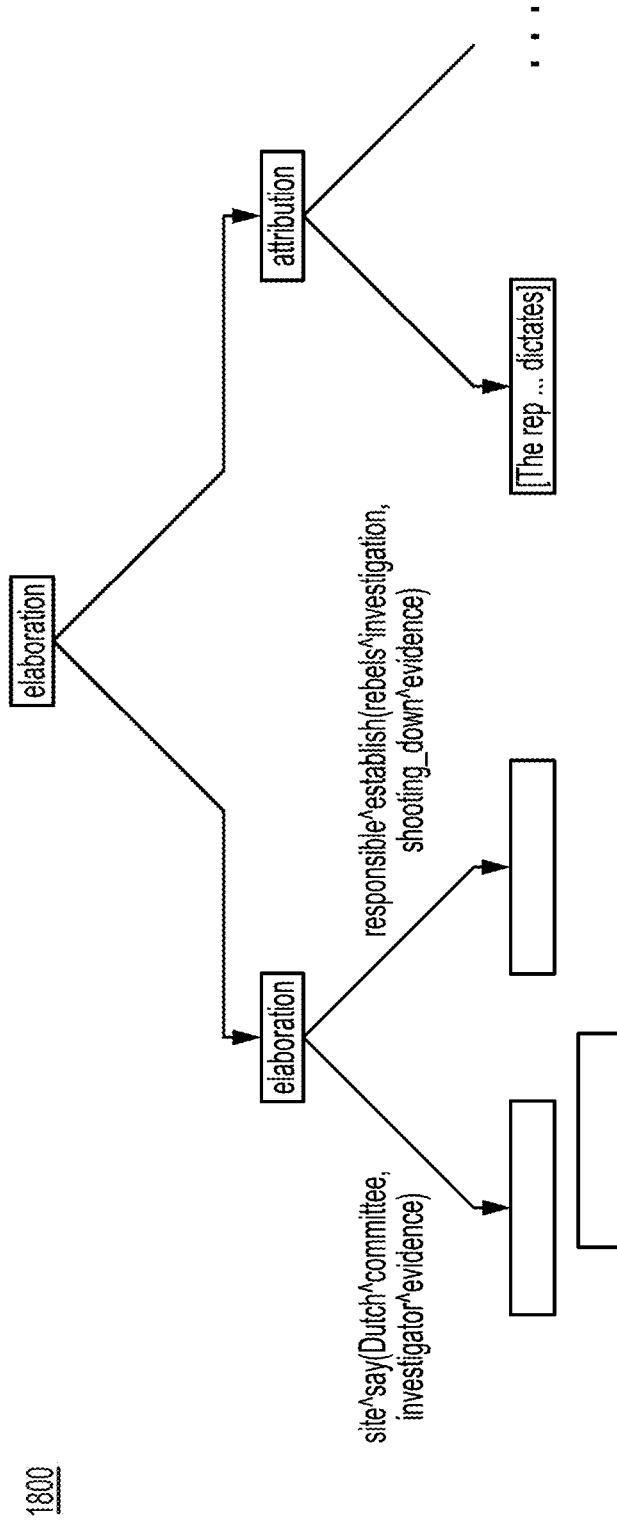 1800
elaboration
elaboration
attribution
site^say(Dutch^committee,
investigator^evidence)
responsible^establish(rebels^investigation,
shooting_down^evidence)
[The rep ... dictates]
...